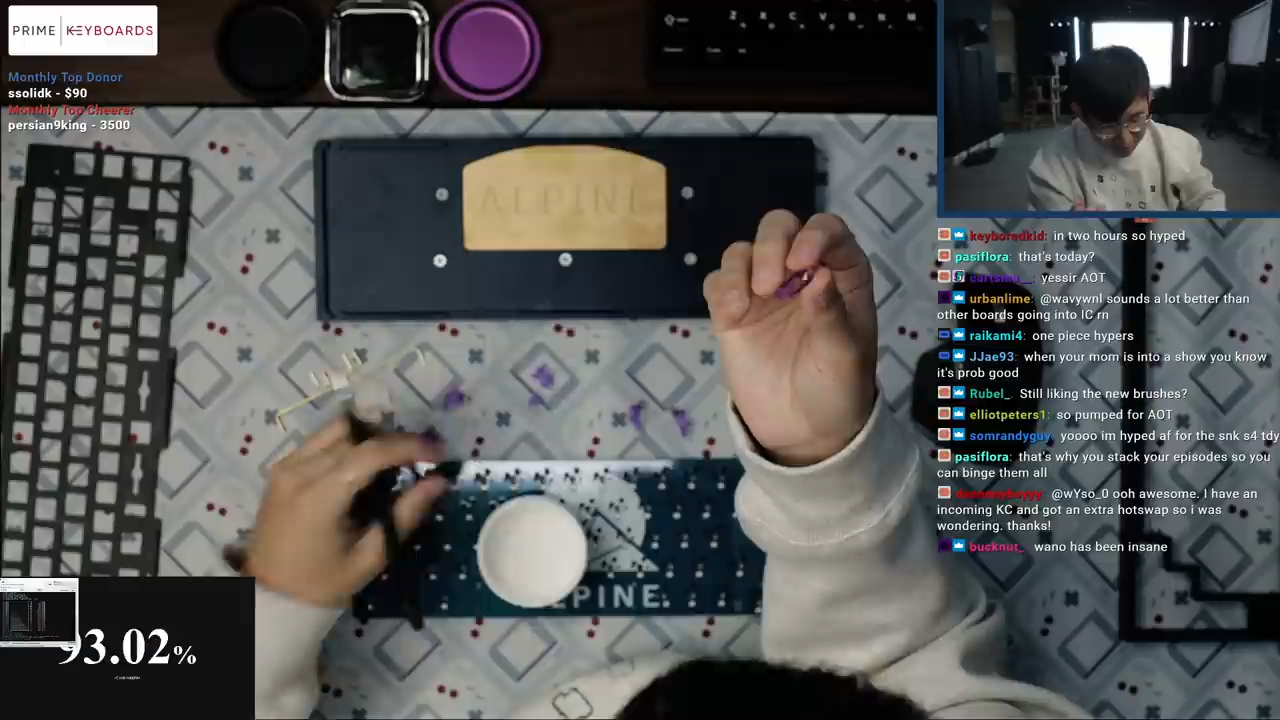 PRIME | KEYBOARDS
Monthly Top Donor
ssolidk - $90
Monthly Top Cheerer
persian9king - 3500
Z X C V B N M
ALPINE
ALPINE
93.02%
keyboredkid: in two hours so hyped
pasiflora: that's today?
yessir AOT
urbanlime: @wavywnl sounds a lot better than
other boards going into IC rn
raikami4: one piece hypers
JJae93: when your mom is into a show you know
it's prob good
Rubel_: Still liking the new brushes?
elliotpeters1: so pumped for AOT
somrandyguy: yoooo im hyped af for the snk s4 tdy
pasiflora: that's why you stack your episodes so you
can binge them all
@wYso_0 ooh awesome. I have an
incoming KC and got an extra hotswap so i was
wondering. thanks!
bucknut_: wano has been insane